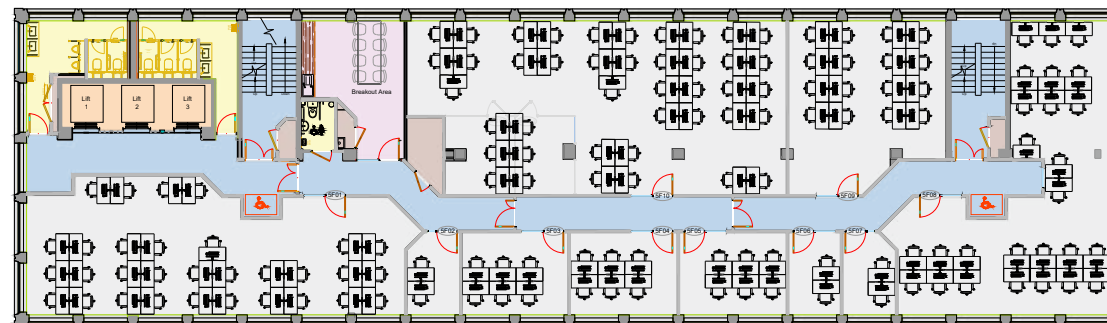 Lift
1
Lift
2
Lift
3
Breakout Area
SF01
SF10
SF09
SF08
SF02
SF03
SF04
SF05
SF06
SF07